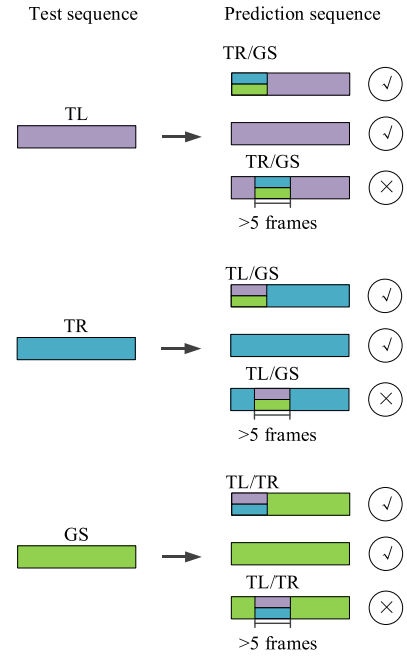 Test sequence
Prediction sequence
TR/GS
√
TL
√
TR/GS
×
>5 frames
TL/GS
√
TR
√
TL/GS
×
>5 frames
TL/TR
√
GS
√
TL/TR
×
>5 frames